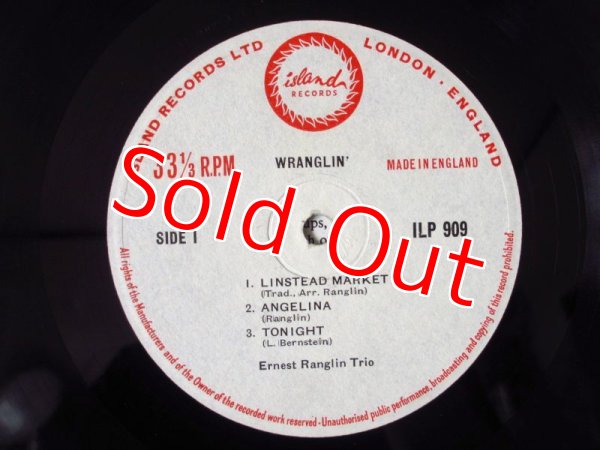 ND RECORDS LTD
LONDON · ENGLAND
island
RECORDS
33⅓ R.P.M
WRANGLIN'
MADE IN ENGLAND
Sold Out
SIDE 1
ILP 909
1. LINSTEAD MARKET
(Trad., Arr. Ranglin)
2. ANGELINA
(Ranglin)
3. TONIGHT
(L. Bernstein)
Ernest Ranglin Trio
All rights of the Manufacturers and of the Owner of the recorded work reserved · Unauthorised public performance, broadcasting and copying of this record prohibited.